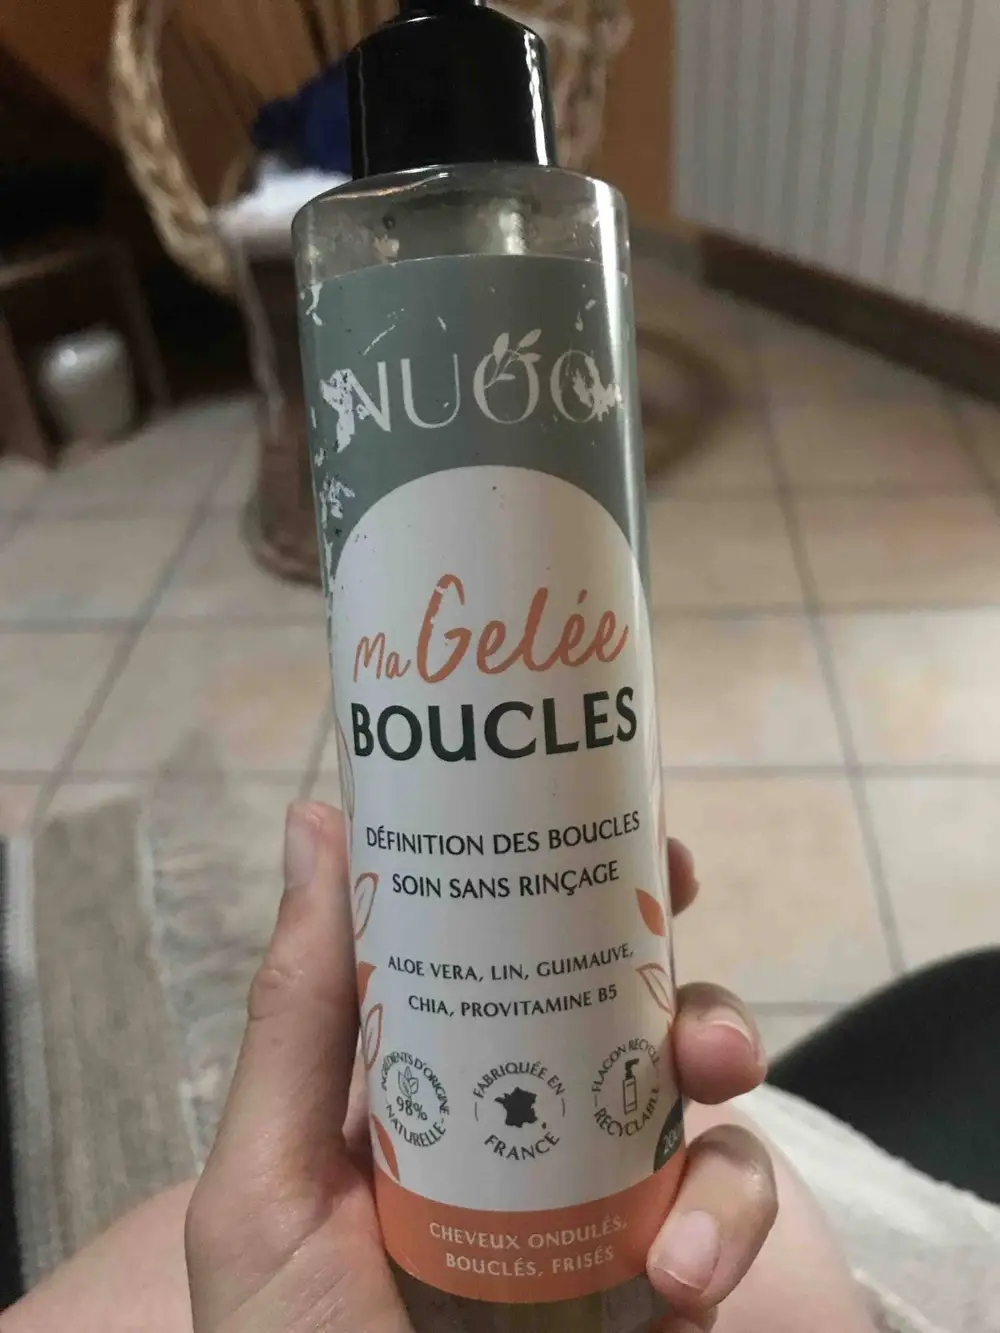 NUOO
Ma Gelée
BOUCLES
DÉFINITION DES BOUCLES
SOIN SANS RINÇAGE
ALOE VERA, LIN, GUIMAUVE,
CHIA, PROVITAMINE B5
INGRÉDIENTS D'ORIGINE
98%
NATURELLE
FABRIQUÉE EN
FRANCE
FLACON RECYCLÉ
RECYCLABLE
CHEVEUX ONDULÉS,
BOUCLÉS, FRISÉS